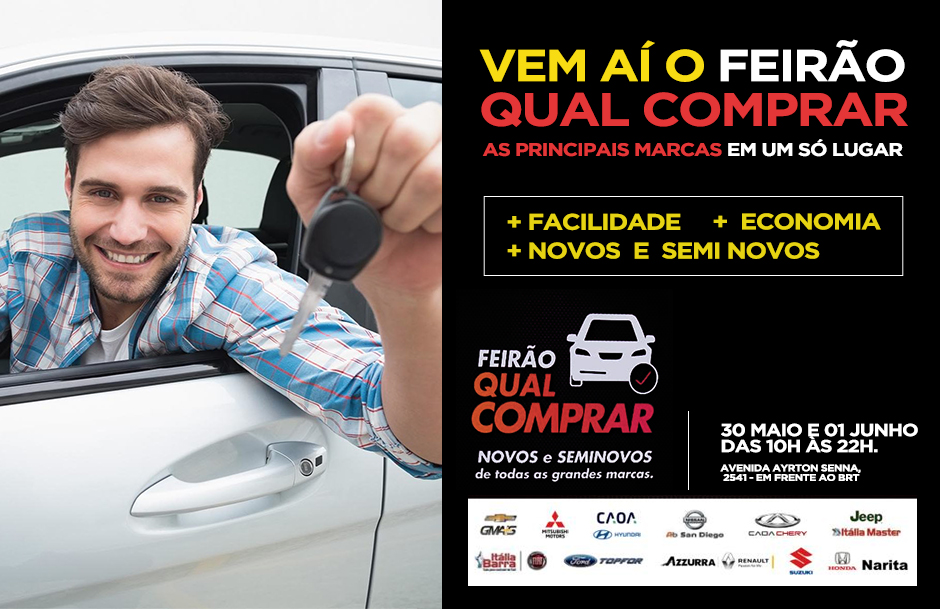 VEM AÍ O FEIRÃO
QUAL COMPRAR
AS PRINCIPAIS MARCAS EM UM SÓ LUGAR
+ FACILIDADE + ECONOMIA
+ NOVOS E SEMI NOVOS
FEIRÃO
QUAL
COMPRAR
NOVOS e SEMINOVOS
de todas as grandes marcas.
30 MAIO E 01 JUNHO
DAS 10H ÀS 22H.
AVENIDA AYRTON SENNA,
2541 - EM FRENTE AO BRT
CAOA Jeep
MITSUBISHI MOTORS HYUNDAI NISSAN Ab San Diego CAOA CHERY Itália Master
Itália Barra FIAT Ford TOPFOR AZZURRA RENAULT SUZUKI HONDA Narita